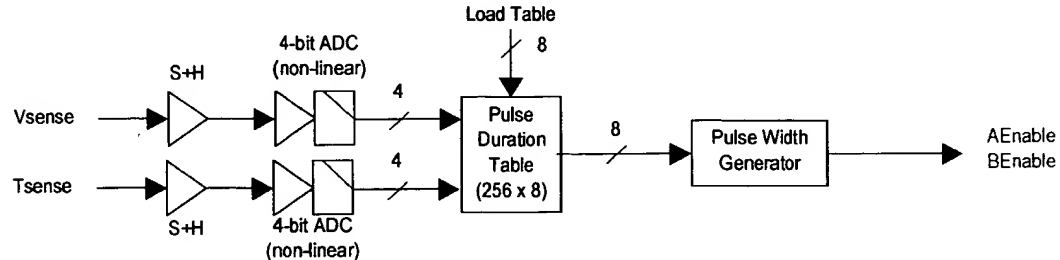 Load Table
8
4-bit ADC
(non-linear)
S+H
4
Vsense
Pulse
Duration
Table
(256 x 8)
8
Pulse Width
Generator
AEnable
BEnable
4
Tsense
S+H
4-bit ADC
(non-linear)